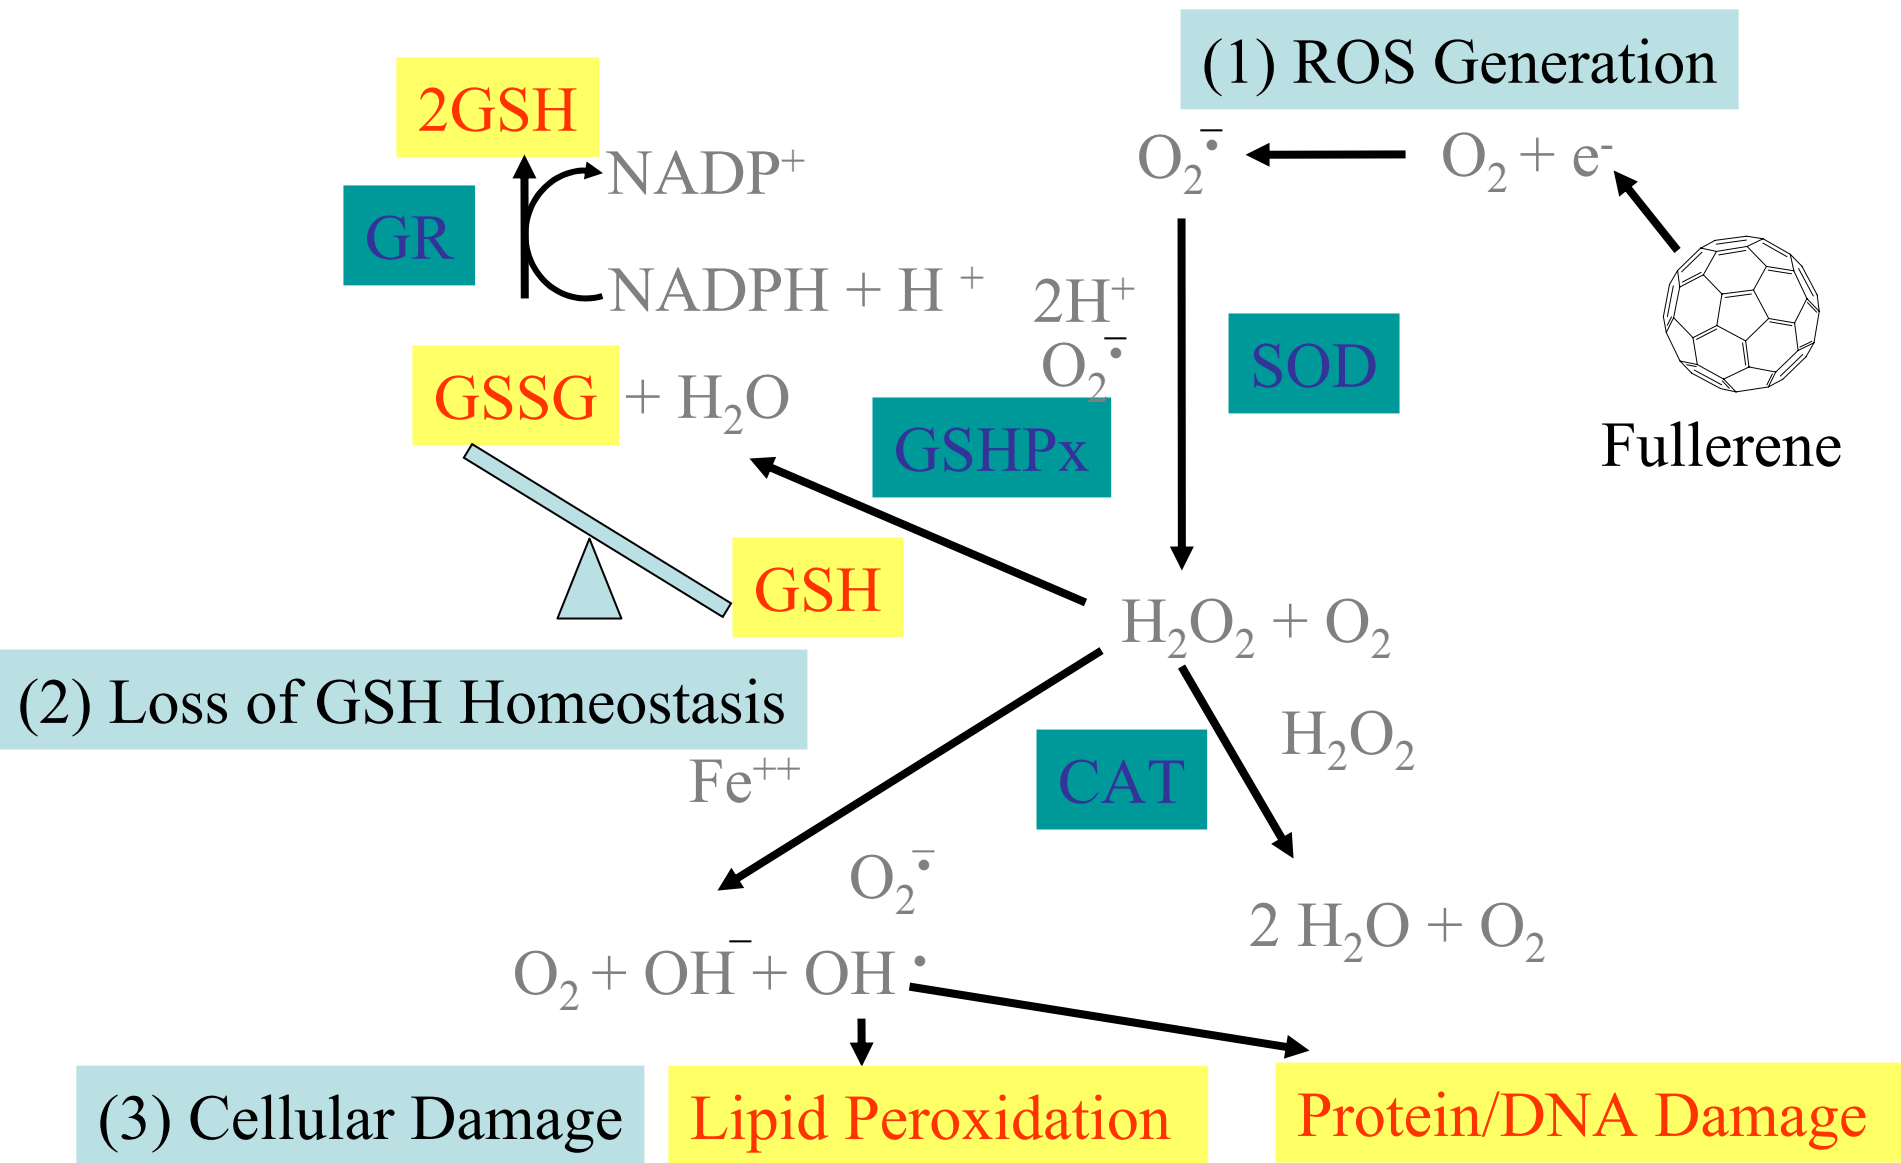 (1) ROS Generation
2GSH
NADP⁺
O₂•̅
O₂ + e⁻
GR
NADPH + H ⁺
2H⁺
O₂•̅
SOD
GSSG + H₂O
GSHPx
Fullerene
GSH
H₂O₂ + O₂
(2) Loss of GSH Homeostasis
H₂O₂
Fe⁺⁺
CAT
O₂•̅
2 H₂O + O₂
O₂ + OH¯ + OH •
(3) Cellular Damage
Lipid Peroxidation
Protein/DNA Damage